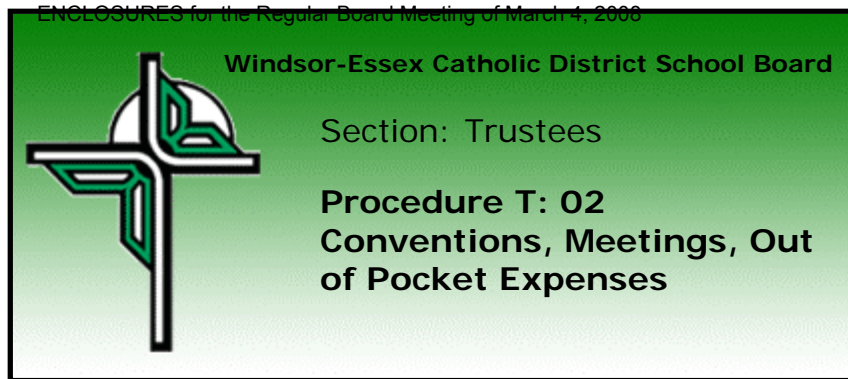 ENCLOSURES for the Regular Board Meeting of March 4, 2008
Windsor-Essex Catholic District School Board
Section: Trustees
Procedure T: 02
Conventions, Meetings, Out
of Pocket Expenses